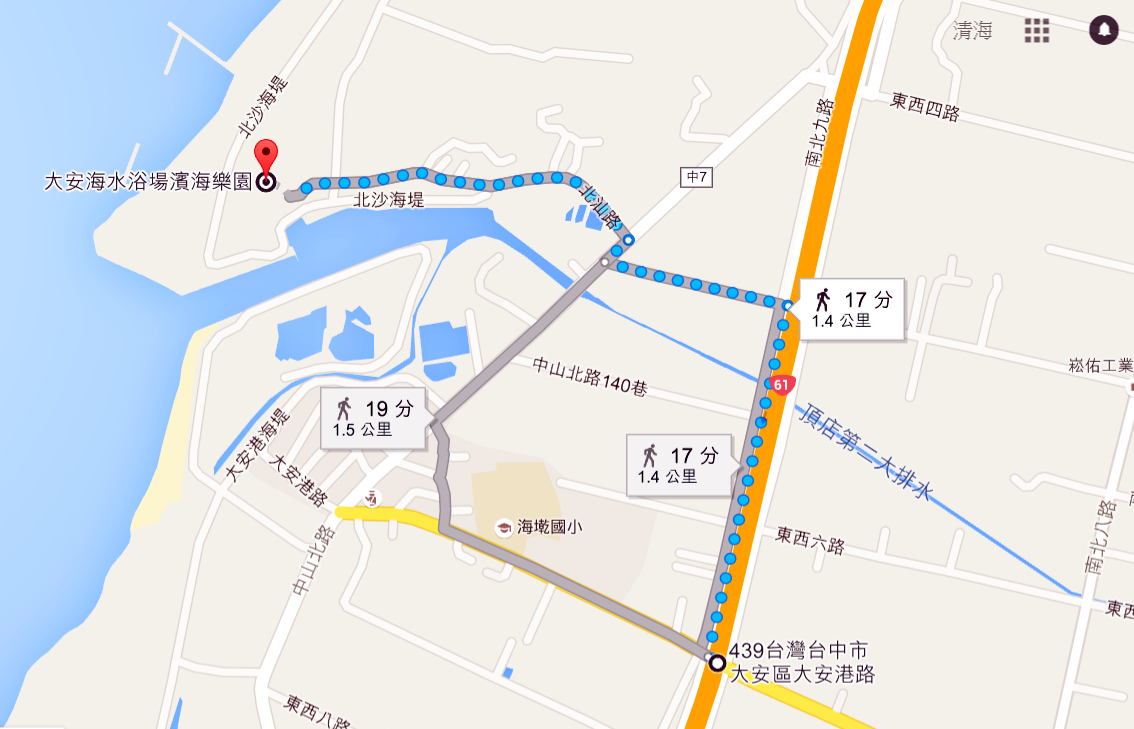 清海
北沙海堤
東西四路
南北九路
大安海水浴場濱海樂園
中7
北沙海堤
北汕路
17 分
1.4 公里
崧佑工業
中山北路140巷
61
19 分
1.5 公里
頂店第二大排水
17 分
1.4 公里
大安港海堤
大安港路
海墘國小
東西六路
南北八路
中山北路
東西
439台灣台中市
大安區大安港路
東西八路